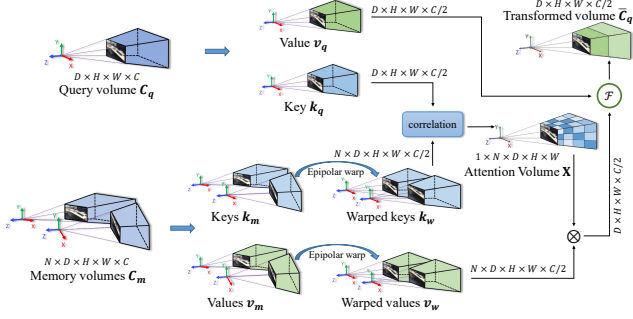 D × H × W × C/2
D × H × W × C/2
Transformed volume C̅q
Value vq
D × H × W × C
Query volume Cq
D × H × W × C/2
Key kq
ℱ
correlation
N × D × H × W × C/2
1 × N × D × H × W
Attention Volume X
Epipolar warp
Keys km
Warped keys kw
D × H × W × C/2
N × D × H × W × C
Memory volumes Cm
Epipolar warp
⊗
N × D × H × W × C/2
Values vm
Warped values vw